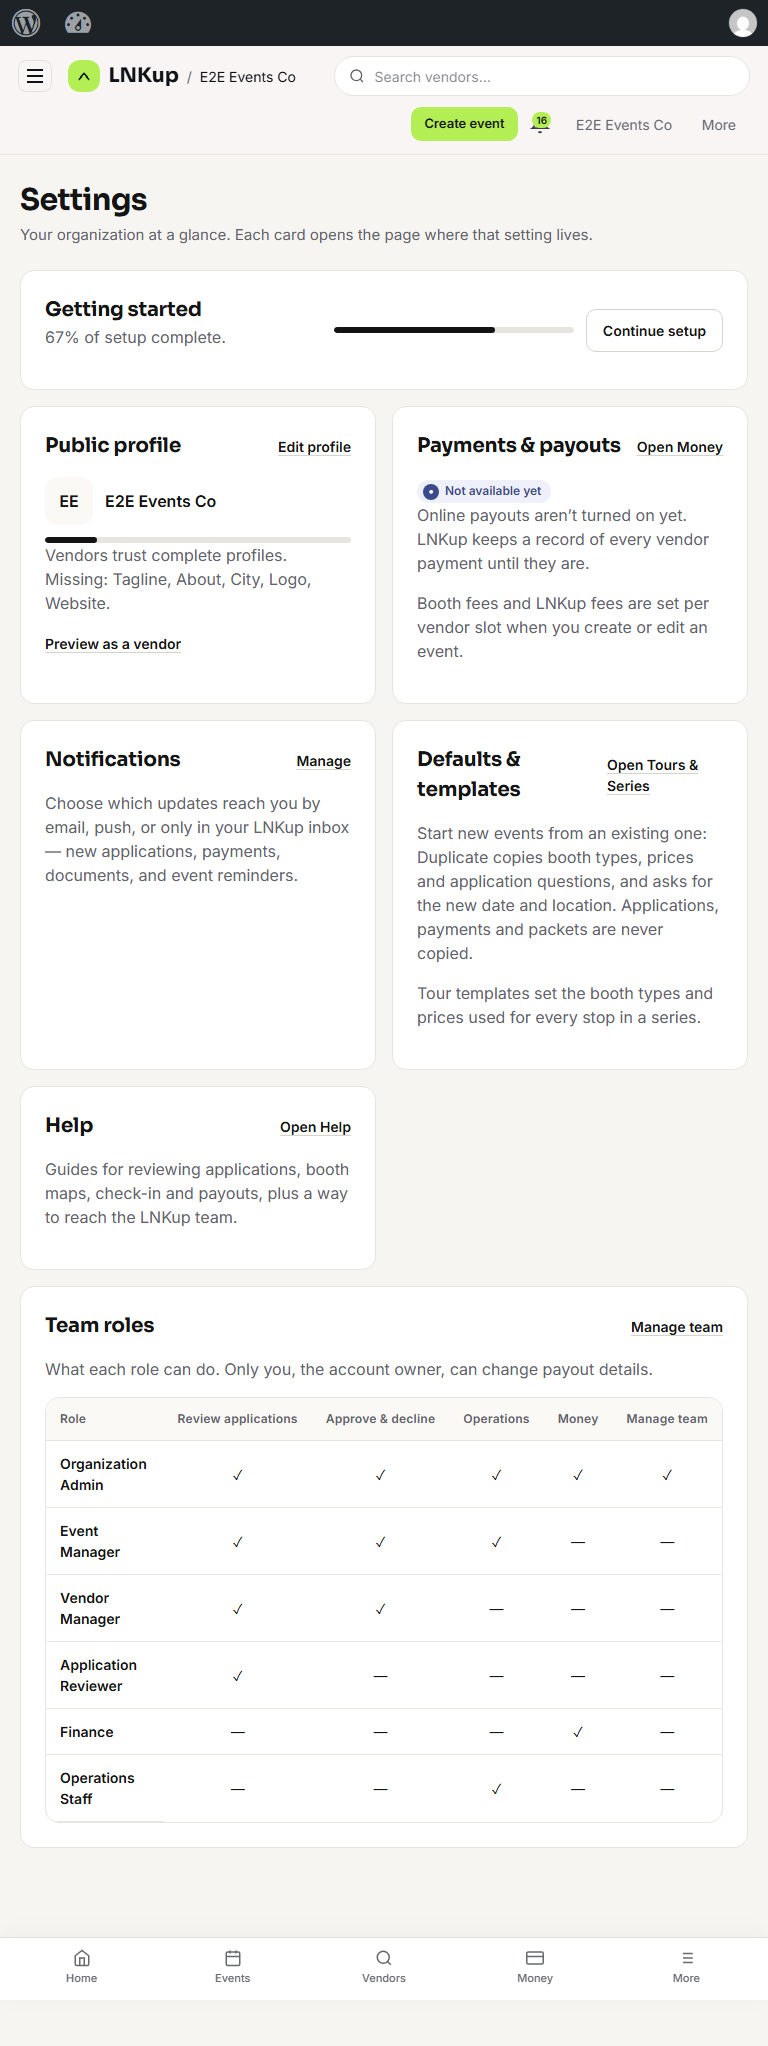 LNKup / E2E Events Co
Search vendors...
Create event
16
E2E Events Co
More
Settings
Your organization at a glance. Each card opens the page where that setting lives.
Getting started
67% of setup complete.
Continue setup
Public profile
Edit profile
EE
E2E Events Co
Vendors trust complete profiles.
Missing: Tagline, About, City, Logo,
Website.
Preview as a vendor
Payments & payouts
Open Money
Not available yet
Online payouts aren’t turned on yet.
LNKup keeps a record of every vendor
payment until they are.
Booth fees and LNKup fees are set per
vendor slot when you create or edit an
event.
Notifications
Manage
Choose which updates reach you by
email, push, or only in your LNKup inbox
— new applications, payments,
documents, and event reminders.
Defaults &
templates
Open Tours &
Series
Start new events from an existing one:
Duplicate copies booth types, prices
and application questions, and asks for
the new date and location. Applications,
payments and packets are never
copied.
Tour templates set the booth types and
prices used for every stop in a series.
Help
Open Help
Guides for reviewing applications, booth
maps, check-in and payouts, plus a way
to reach the LNKup team.
Team roles
Manage team
What each role can do. Only you, the account owner, can change payout details.
Role Review applications Approve & decline Operations Money Manage team
Organization
Admin
✓ ✓ ✓ ✓ ✓
Event
Manager
✓ ✓ ✓ — —
Vendor
Manager
✓ ✓ — — —
Application
Reviewer
✓ — — — —
Finance — — — ✓ —
Operations
Staff
— — ✓ — —
Home Events Vendors Money More